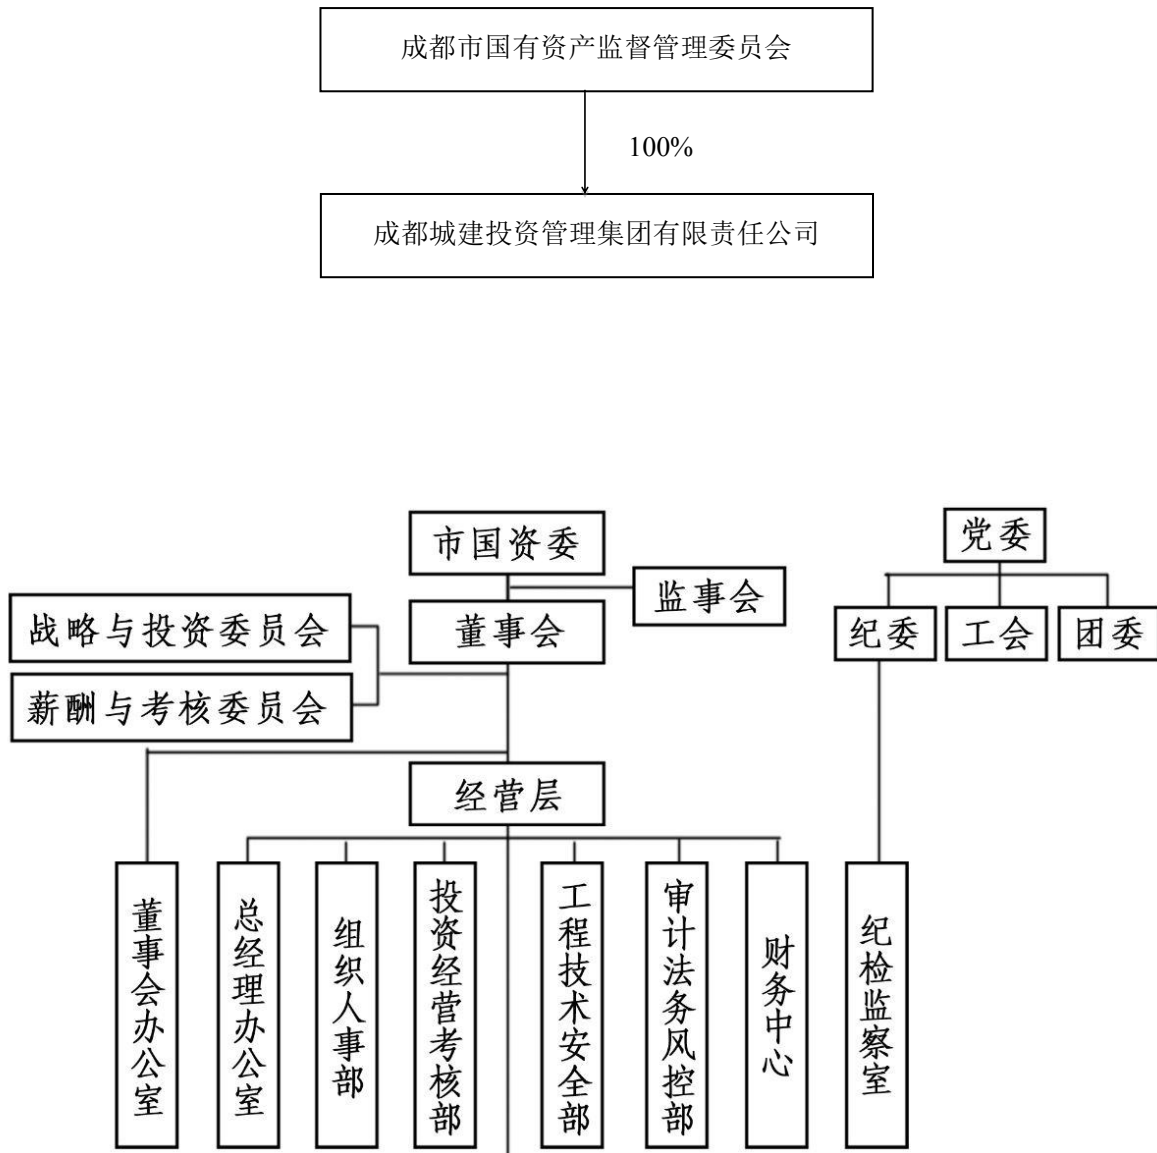 成都市国有资产监督管理委员会
100%
成都城建投资管理集团有限责任公司
市国资委
党委
监事会
战略与投资委员会
董事会
纪委
工会
团委
薪酬与考核委员会
经营层
董事会办公室
总经理办公室
组织人事部
投资经营考核部
工程技术安全部
审计法务风控部
财务中心
纪检监察室